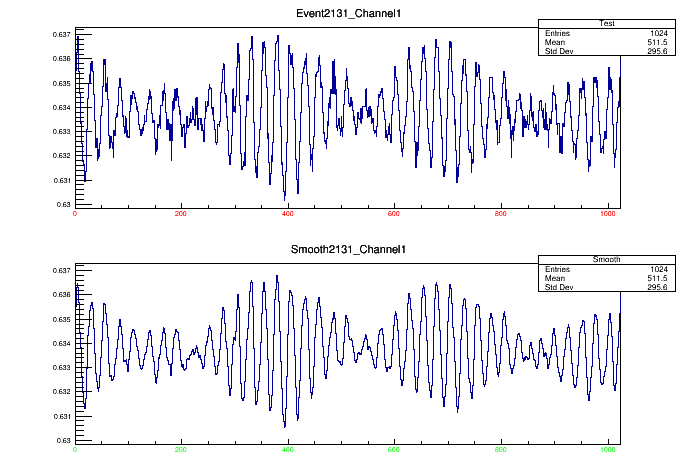 Event2131_Channel1
Test
Entries 1024
Mean 511.5
Std Dev 295.6
0.637
0.636
0.635
0.634
0.633
0.632
0.631
0.63
0 200 400 600 800 1000
Smooth2131_Channel1
Smooth
Entries 1024
Mean 511.5
Std Dev 295.6
0.637
0.636
0.635
0.634
0.633
0.632
0.631
0.63
0 200 400 600 800 1000